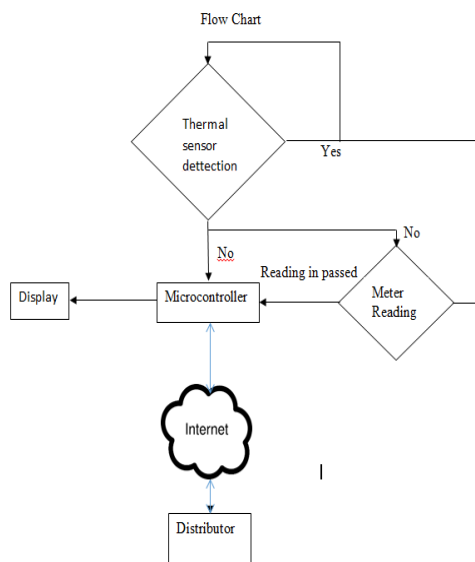 Flow Chart
Thermal
sensor
dettection
Yes
No
No
Reading in passed
Display
Microcontroller
Meter
Reading
Internet
Distributor